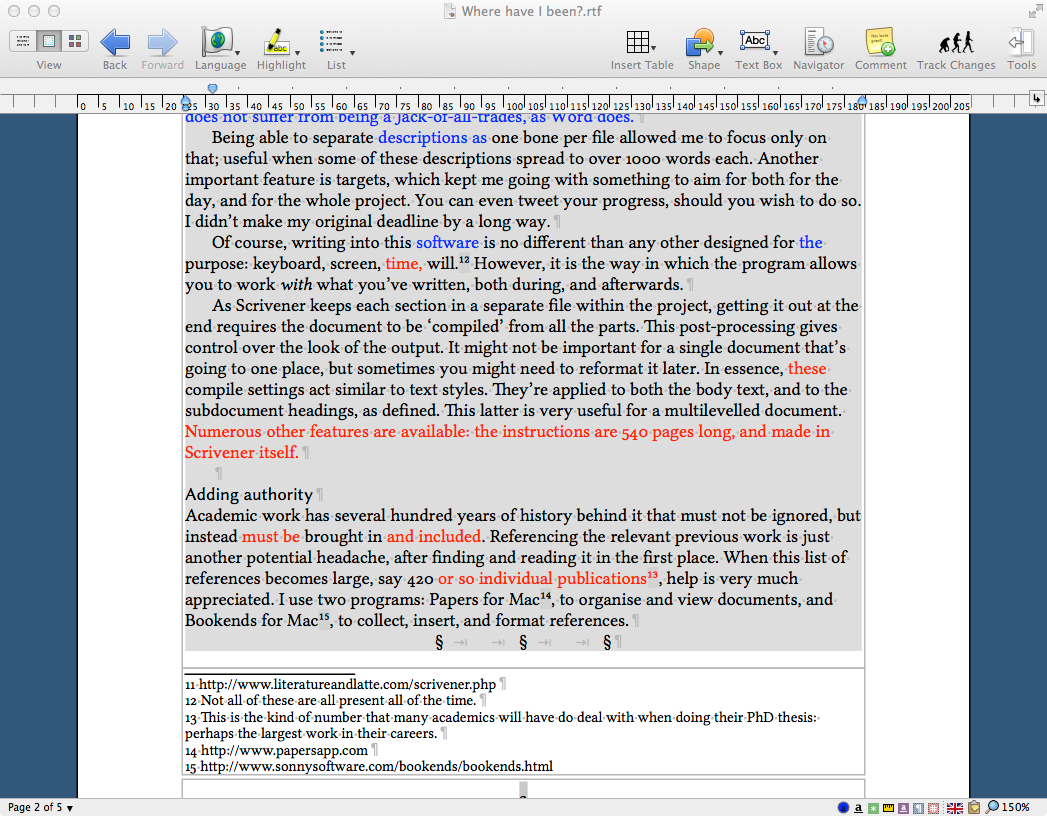 Where have I been?.rtf
View Back Forward Language Highlight List Insert Table Shape Text Box Navigator Comment Track Changes Tools
0 5 10 15 20 25 30 35 40 45 50 55 60 65 70 75 80 85 90 95 100 105 110 115 120 125 130 135 140 145 150 155 160 165 170 175 180 185 190 195 200 205
does not suffer from being a jack-of-all-trades, as Word does.
Being able to separate descriptions as one bone per file allowed me to focus only on
that; useful when some of these descriptions spread to over 1000 words each. Another
important feature is targets, which kept me going with something to aim for both for the
day, and for the whole project. You can even tweet your progress, should you wish to do so.
I didn't make my original deadline by a long way. ¶
Of course, writing into this software is no different than any other designed for the
purpose: keyboard, screen, time, will.¹² However, it is the way in which the program allows
you to work with what you've written, both during, and afterwards. ¶
As Scrivener keeps each section in a separate file within the project, getting it out at the
end requires the document to be 'compiled' from all the parts. This post-processing gives
control over the look of the output. It might not be important for a single document that's
going to one place, but sometimes you might need to reformat it later. In essence, these
compile settings act similar to text styles. They're applied to both the body text, and to the
subdocument headings, as defined. This latter is very useful for a multilevelled document.
Numerous other features are available: the instructions are 540 pages long, and made in
Scrivener itself. ¶
¶
Adding authority ¶
Academic work has several hundred years of history behind it that must not be ignored, but
instead must be brought in and included. Referencing the relevant previous work is just
another potential headache, after finding and reading it in the first place. When this list of
references becomes large, say 420 or so individual publications¹³, help is very much
appreciated. I use two programs: Papers for Mac¹⁴, to organise and view documents, and
Bookends for Mac¹⁵, to collect, insert, and format references. ¶
§ § § ¶
11 http://www.literatureandlatte.com/scrivener.php ¶
12 Not all of these are all present all of the time. ¶
13 This is the kind of number that many academics will have do deal with when doing their PhD thesis:
perhaps the largest work in their careers. ¶
14 http://www.papersapp.com ¶
15 http://www.sonnysoftware.com/bookends/bookends.html
Page 2 of 5 150%